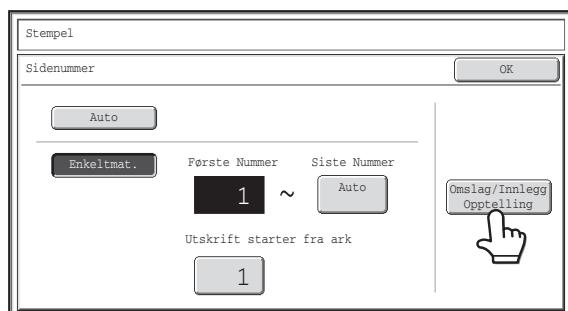 Stempel
Sidenummer
OK
Auto
Enkeltmat.
Første Nummer
Siste Nummer
1
~
Auto
Omslag/Innlegg
Opptelling
Utskrift starter fra ark
1